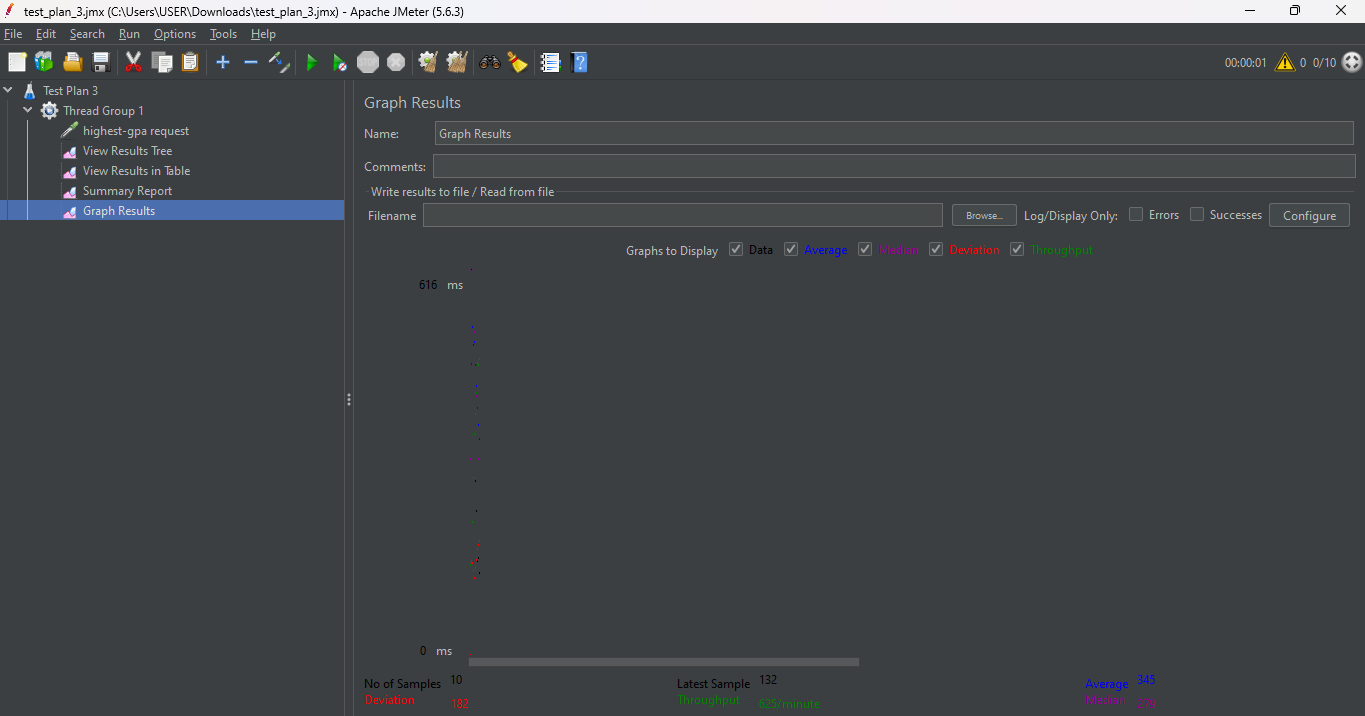 test_plan_3.jmx (C:\Users\USER\Downloads\test_plan_3.jmx) - Apache JMeter (5.6.3)
File Edit Search Run Options Tools Help
STOP 00:00:01 0 0/10
Test Plan 3
Thread Group 1
highest-gpa request
View Results Tree
View Results in Table
Summary Report
Graph Results
Graph Results
Name: Graph Results
Comments:
Write results to file / Read from file
Filename Browse... Log/Display Only: Errors Successes Configure
Graphs to Display Data Average Median Deviation Throughput
616 ms
0 ms
No of Samples 10 Latest Sample 132 Average 345
Deviation 182 Throughput 625/minute Median